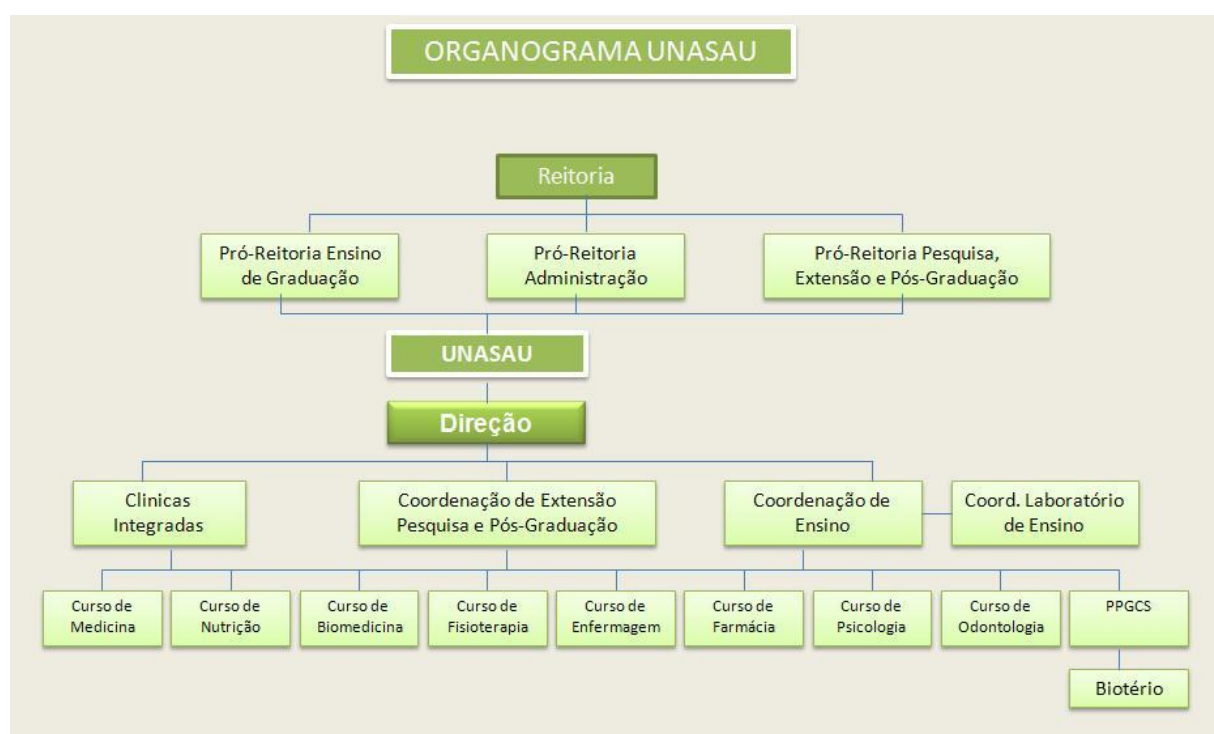 ORGANOGRAMA UNASAU
Reitoria
Pró-Reitoria Ensino
de Graduação
Pró-Reitoria
Administração
Pró-Reitoria Pesquisa,
Extensão e Pós-Graduação
UNASAU
Direção
Clinicas
Integradas
Coordenação de Extensão
Pesquisa e Pós-Graduação
Coordenação de
Ensino
Coord. Laboratório
de Ensino
Curso de
Medicina
Curso de
Nutrição
Curso de
Biomedicina
Curso de
Fisioterapia
Curso de
Enfermagem
Curso de
Farmácia
Curso de
Psicologia
Curso de
Odontologia
PPGCS
Biotério